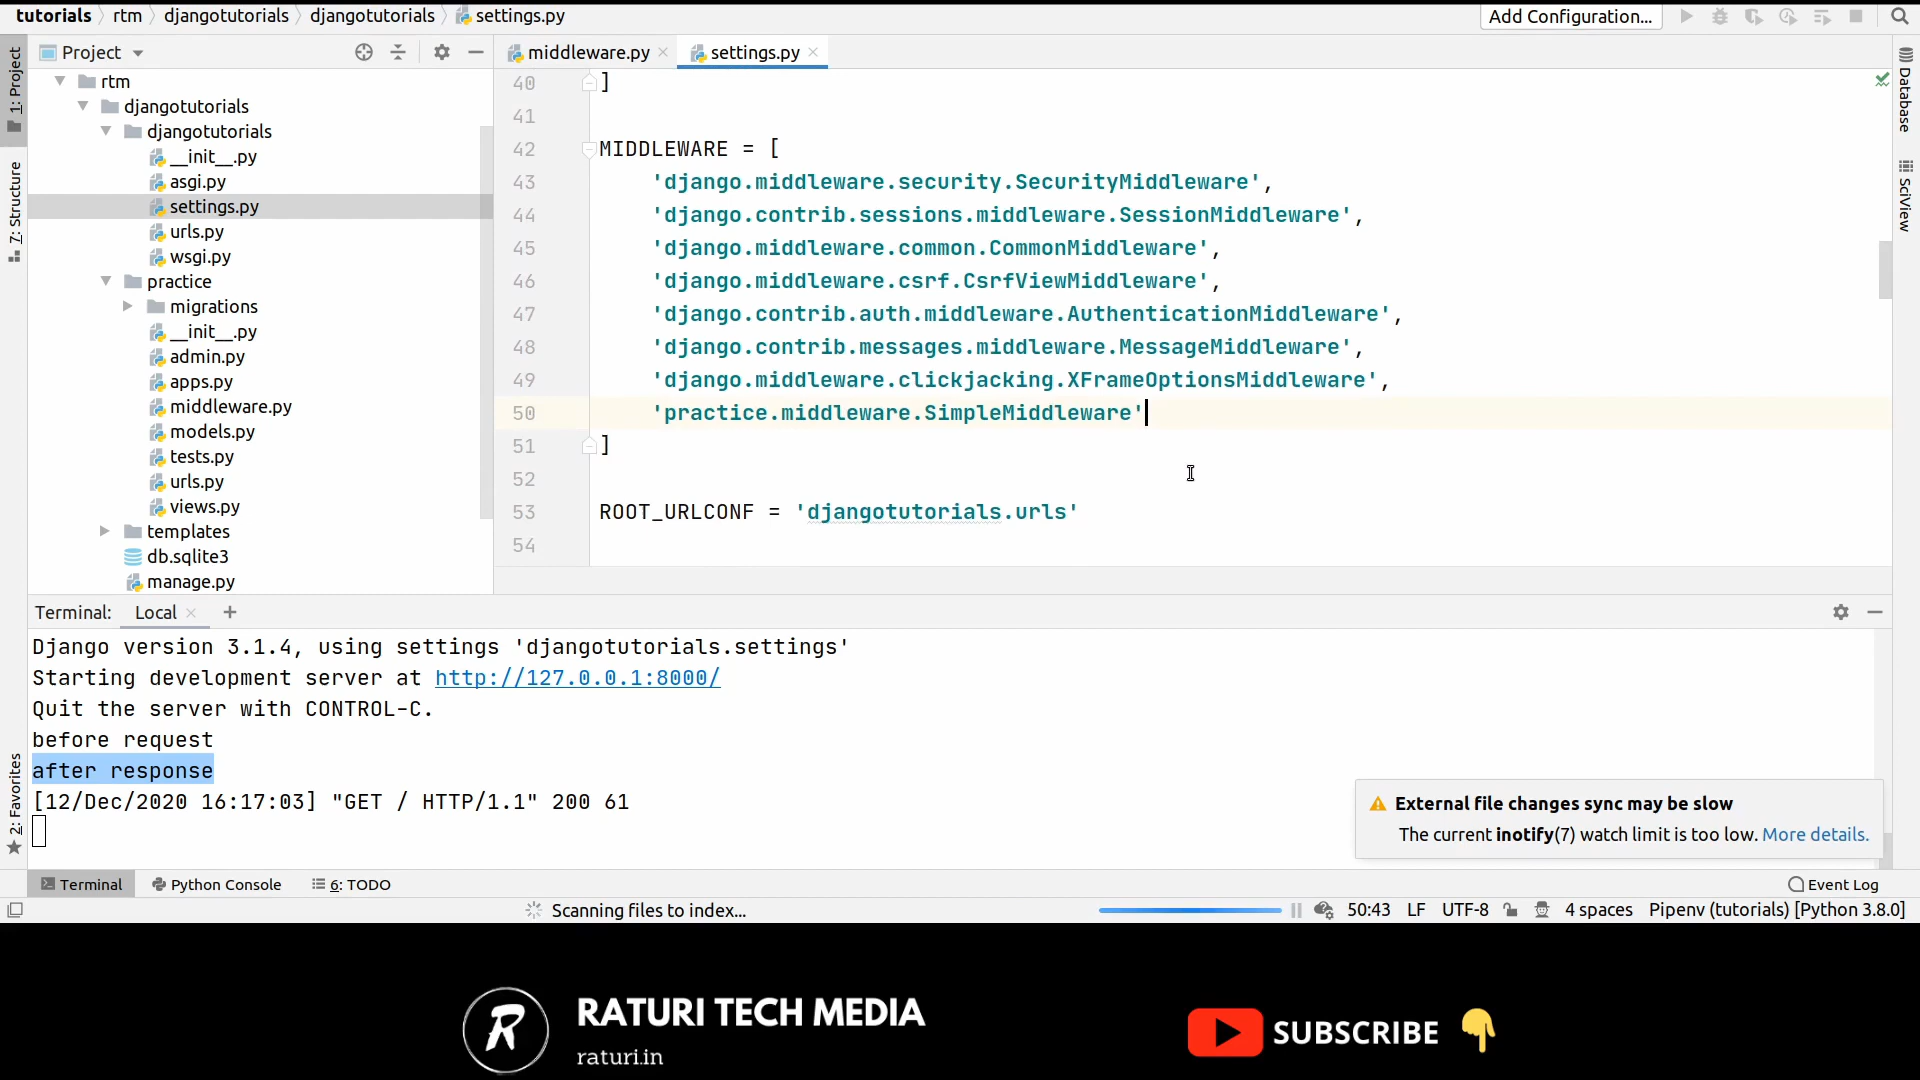 tutorials rtm djangotutorials djangotutorials settings.py
Add Configuration...
Project
middleware.py
settings.py
1: Project
7: Structure
2: Favorites
Database
SciView
rtm
djangotutorials
djangotutorials
__init__.py
asgi.py
settings.py
urls.py
wsgi.py
practice
migrations
__init__.py
admin.py
apps.py
middleware.py
models.py
tests.py
urls.py
views.py
templates
db.sqlite3
manage.py
40 ]
41
42 MIDDLEWARE = [
43 'django.middleware.security.SecurityMiddleware',
44 'django.contrib.sessions.middleware.SessionMiddleware',
45 'django.middleware.common.CommonMiddleware',
46 'django.middleware.csrf.CsrfViewMiddleware',
47 'django.contrib.auth.middleware.AuthenticationMiddleware',
48 'django.contrib.messages.middleware.MessageMiddleware',
49 'django.middleware.clickjacking.XFrameOptionsMiddleware',
50 'practice.middleware.SimpleMiddleware'
51 ]
52
53 ROOT_URLCONF = 'djangotutorials.urls'
54
Terminal: Local +
Django version 3.1.4, using settings 'djangotutorials.settings'
Starting development server at http://127.0.0.1:8000/
Quit the server with CONTROL-C.
before request
after response
[12/Dec/2020 16:17:03] "GET / HTTP/1.1" 200 61
External file changes sync may be slow
The current inotify(7) watch limit is too low. More details.
Terminal Python Console 6: TODO Event Log
Scanning files to index... 50:43 LF UTF-8 4 spaces Pipenv (tutorials) [Python 3.8.0]
R
RATURI TECH MEDIA
raturi.in
SUBSCRIBE